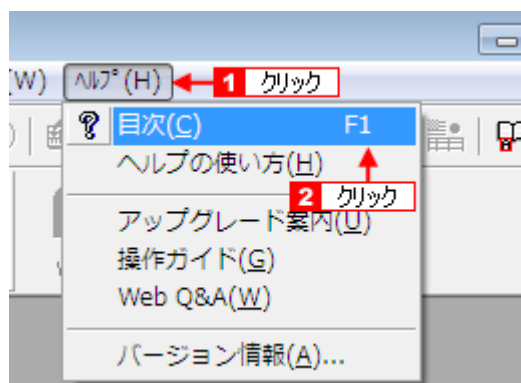 (W) ﾍﾙﾌﾟ(H) 1 クリック
目次(C) F1
ヘルプの使い方(H)
2 クリック
アップグレード案内(U)
操作ガイド(G)
Web Q&A(W)
バージョン情報(A)...